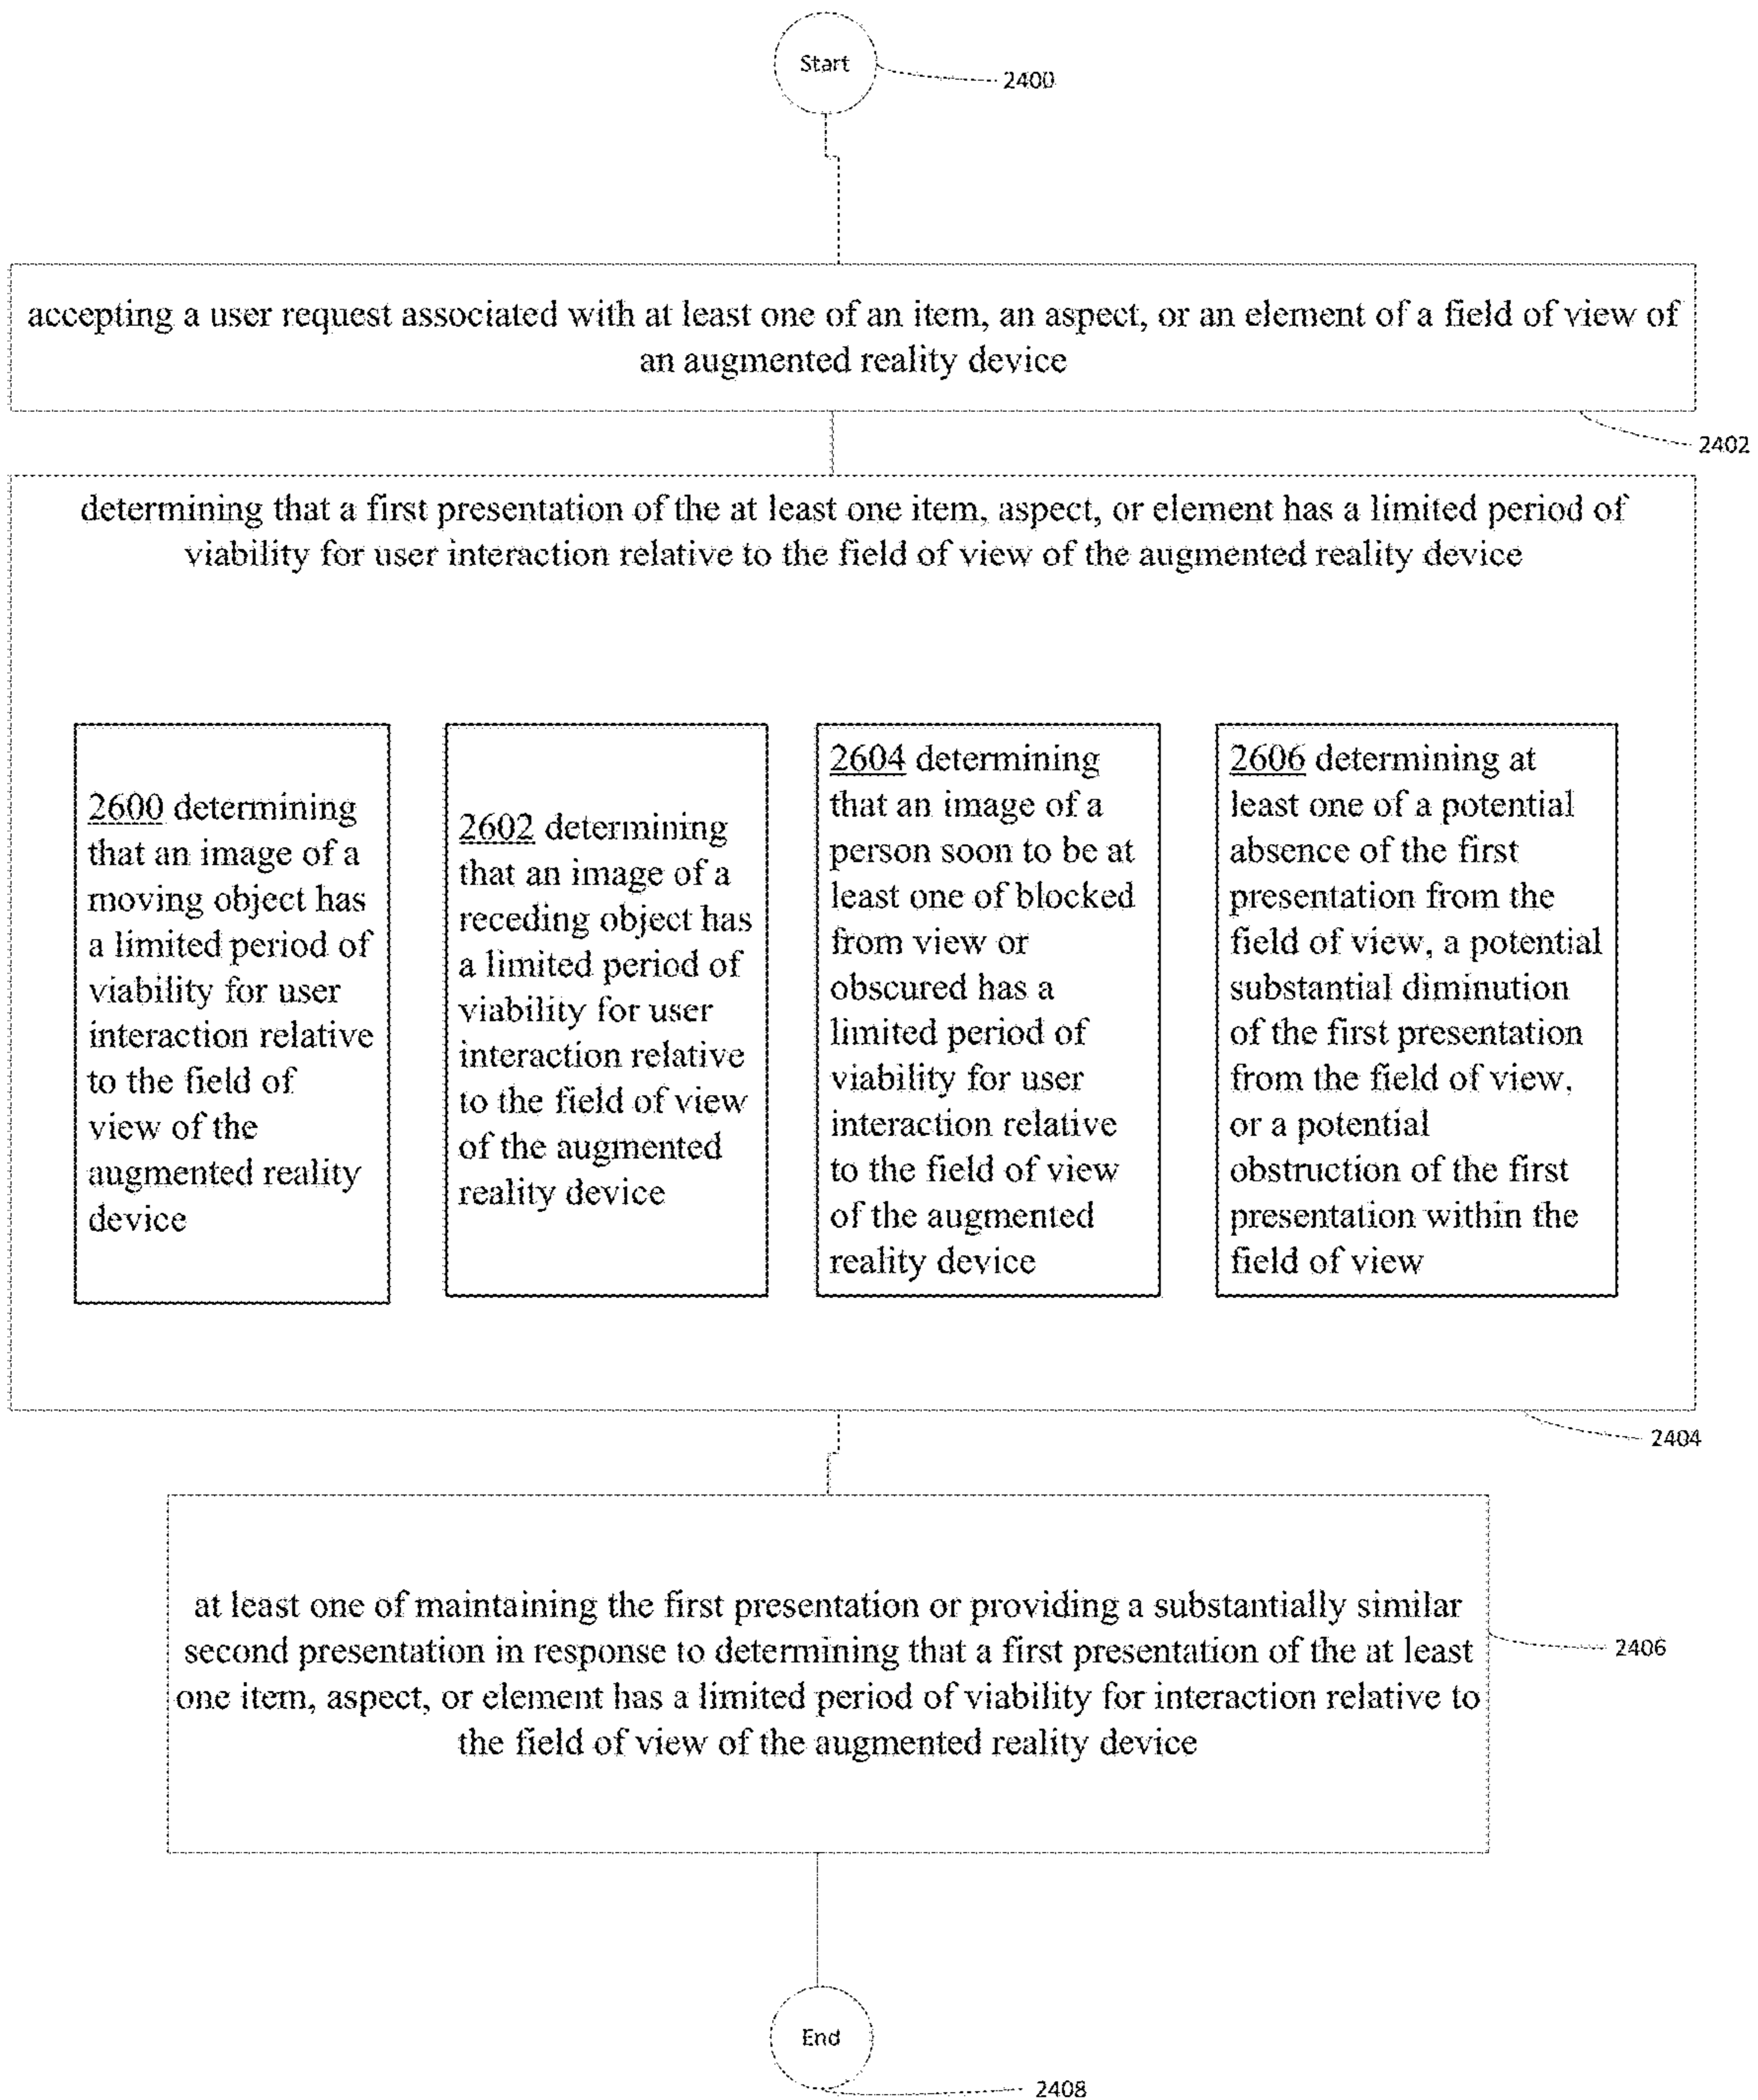 Start
2400
accepting a user request associated with at least one of an item, an aspect, or an element of a field of view of
an augmented reality device
2402
determining that a first presentation of the at least one item, aspect, or element has a limited period of
viability for user interaction relative to the field of view of the augmented reality device
2600 determining
that an image of a
moving object has
a limited period of
viability for user
interaction relative
to the field of
view of the
augmented reality
device
2602 determining
that an image of a
receding object has
a limited period of
viability for user
interaction relative
to the field of view
of the augmented
reality device
2604 determining
that an image of a
person soon to be at
least one of blocked
from view or
obscured has a
limited period of
viability for user
interaction relative
to the field of view
of the augmented
reality device
2606 determining at
least one of a potential
absence of the first
presentation from the
field of view, a potential
substantial diminution
of the first presentation
from the field of view,
or a potential
obstruction of the first
presentation within the
field of view
2404
at least one of maintaining the first presentation or providing a substantially similar
second presentation in response to determining that a first presentation of the at least
one item, aspect, or element has a limited period of viability for interaction relative to
the field of view of the augmented reality device
2406
End
2408